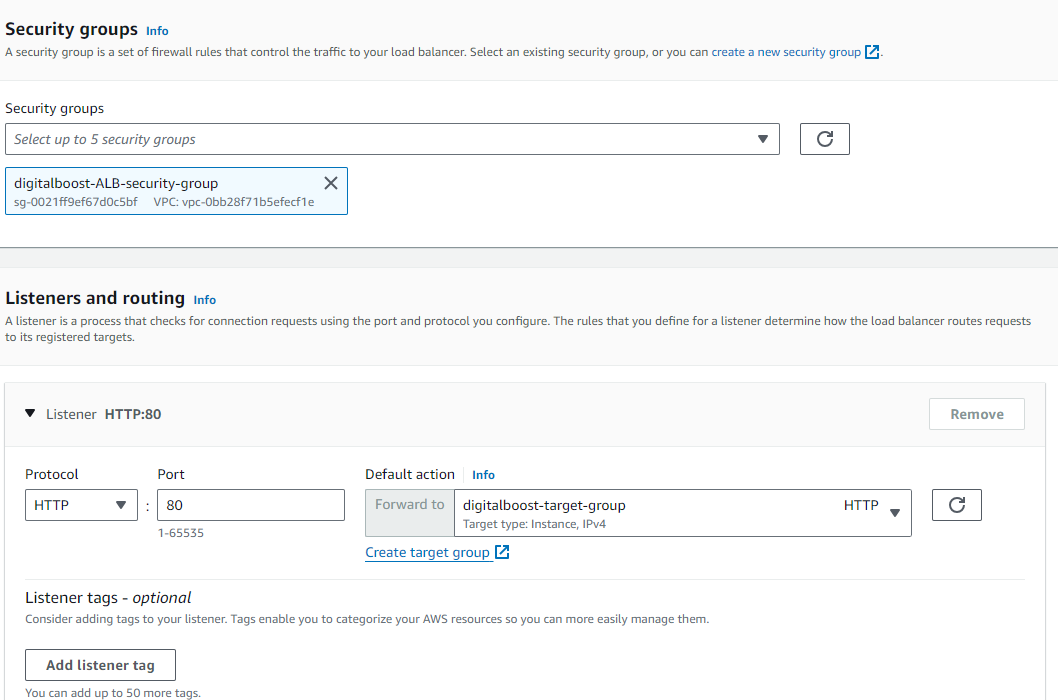 Security groups Info
A security group is a set of firewall rules that control the traffic to your load balancer. Select an existing security group, or you can create a new security group .
Security groups
Select up to 5 security groups
digitalboost-ALB-security-group
sg-0021ff9ef67d0c5bf VPC: vpc-0bb28f71b5efecf1e
Listeners and routing Info
A listener is a process that checks for connection requests using the port and protocol you configure. The rules that you define for a listener determine how the load balancer routes requests
to its registered targets.
Listener HTTP:80
Remove
Protocol Port Default action Info
HTTP : 80 Forward to digitalboost-target-group HTTP
Target type: Instance, IPv4
1-65535
Create target group
Listener tags - optional
Consider adding tags to your listener. Tags enable you to categorize your AWS resources so you can more easily manage them.
Add listener tag
You can add up to 50 more tags.